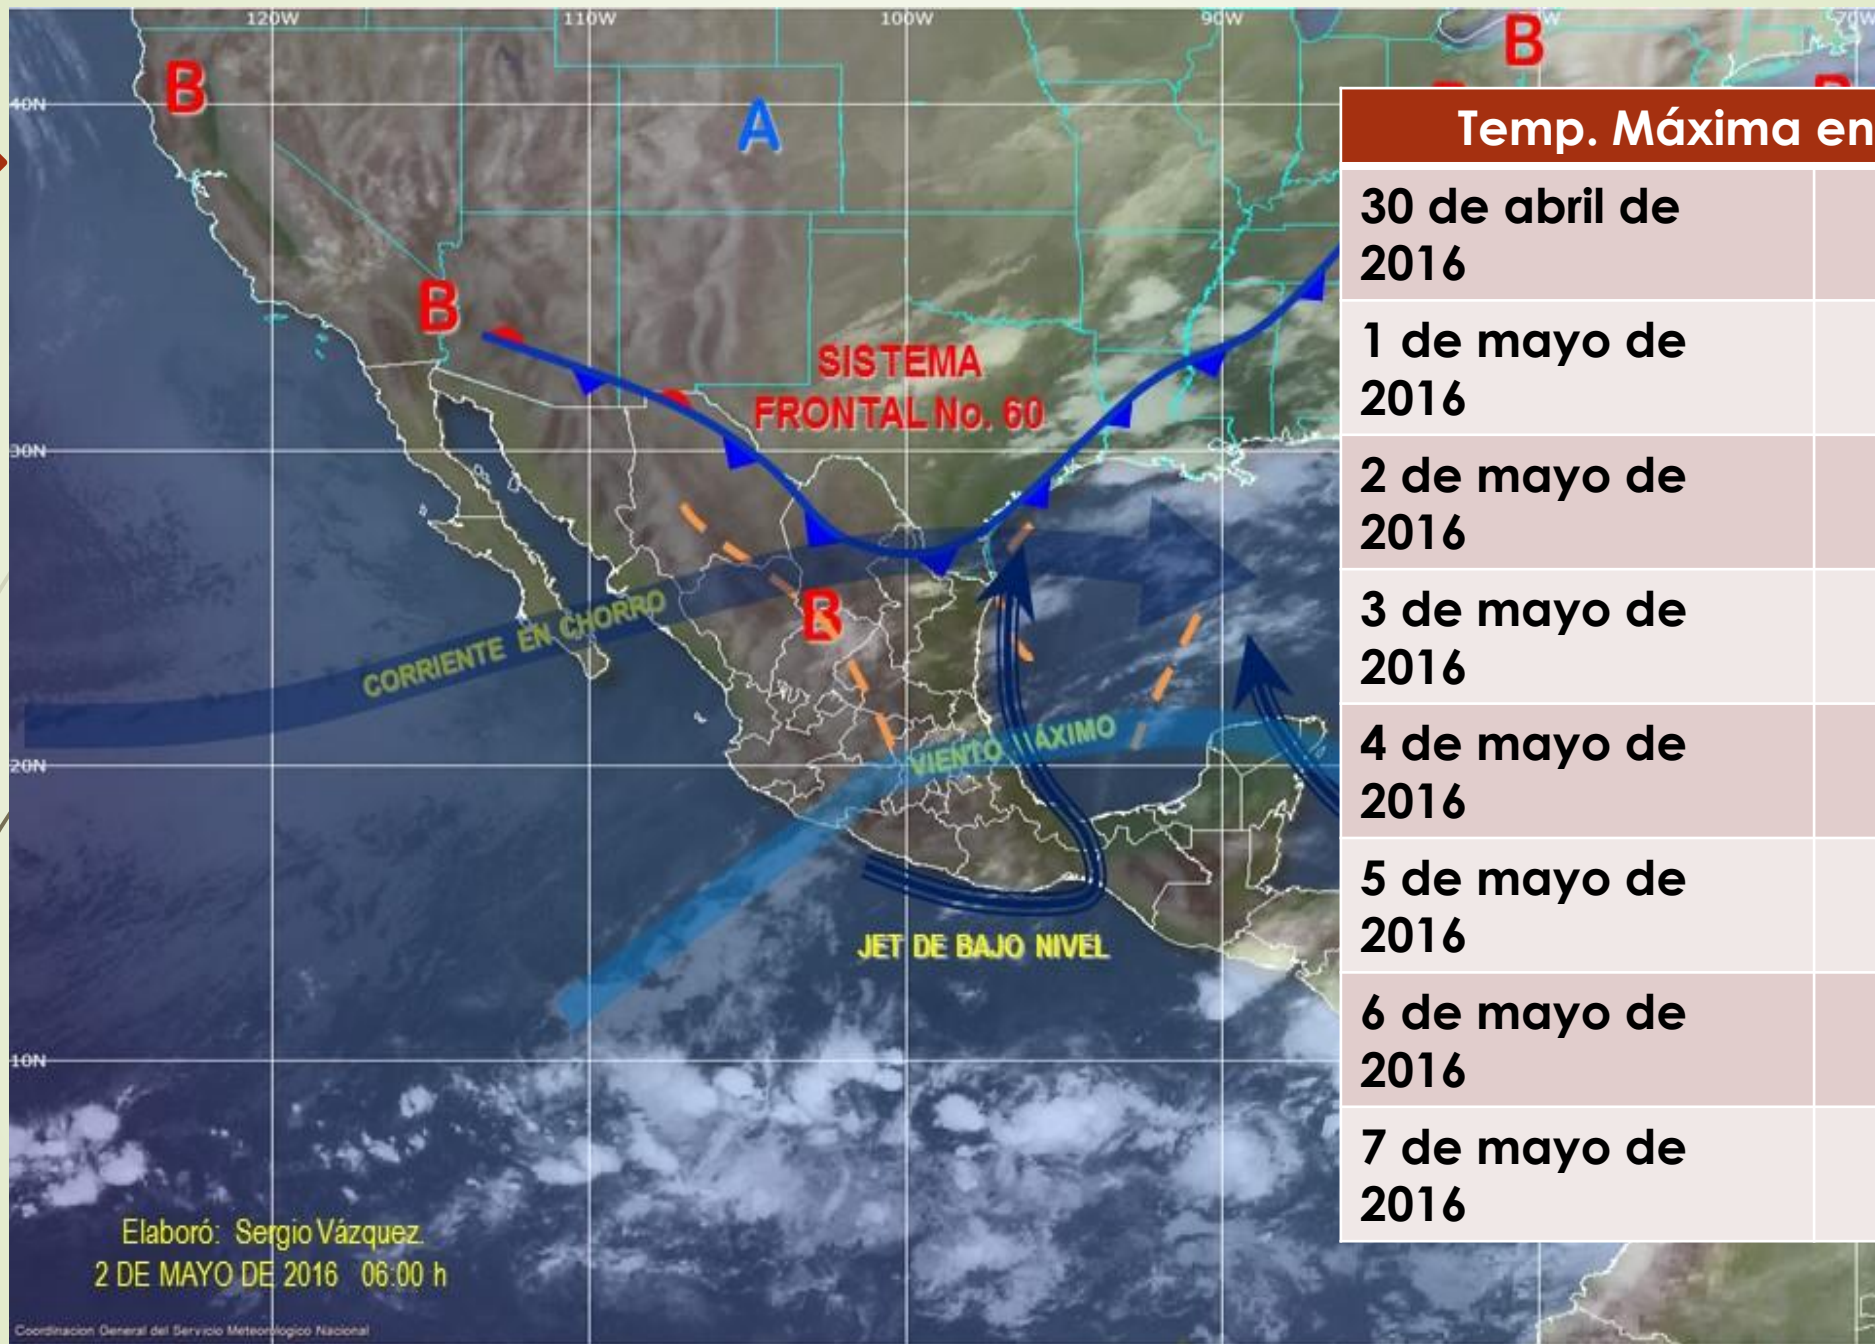 120W
110W
100W
90W
70W
B
B
A
40N
B
SISTEMA
FRONTAL No. 60
30N
B
CORRIENTE EN CHORRO
VIENTO MÁXIMO
20N
JET DE BAJO NIVEL
10N
Elaboró: Sergio Vázquez.
2 DE MAYO DE 2016 06:00 h
Coordinacion General del Servicio Meteorologico Nacional
Temp. Máxima en
30 de abril de
2016
1 de mayo de
2016
2 de mayo de
2016
3 de mayo de
2016
4 de mayo de
2016
5 de mayo de
2016
6 de mayo de
2016
7 de mayo de
2016